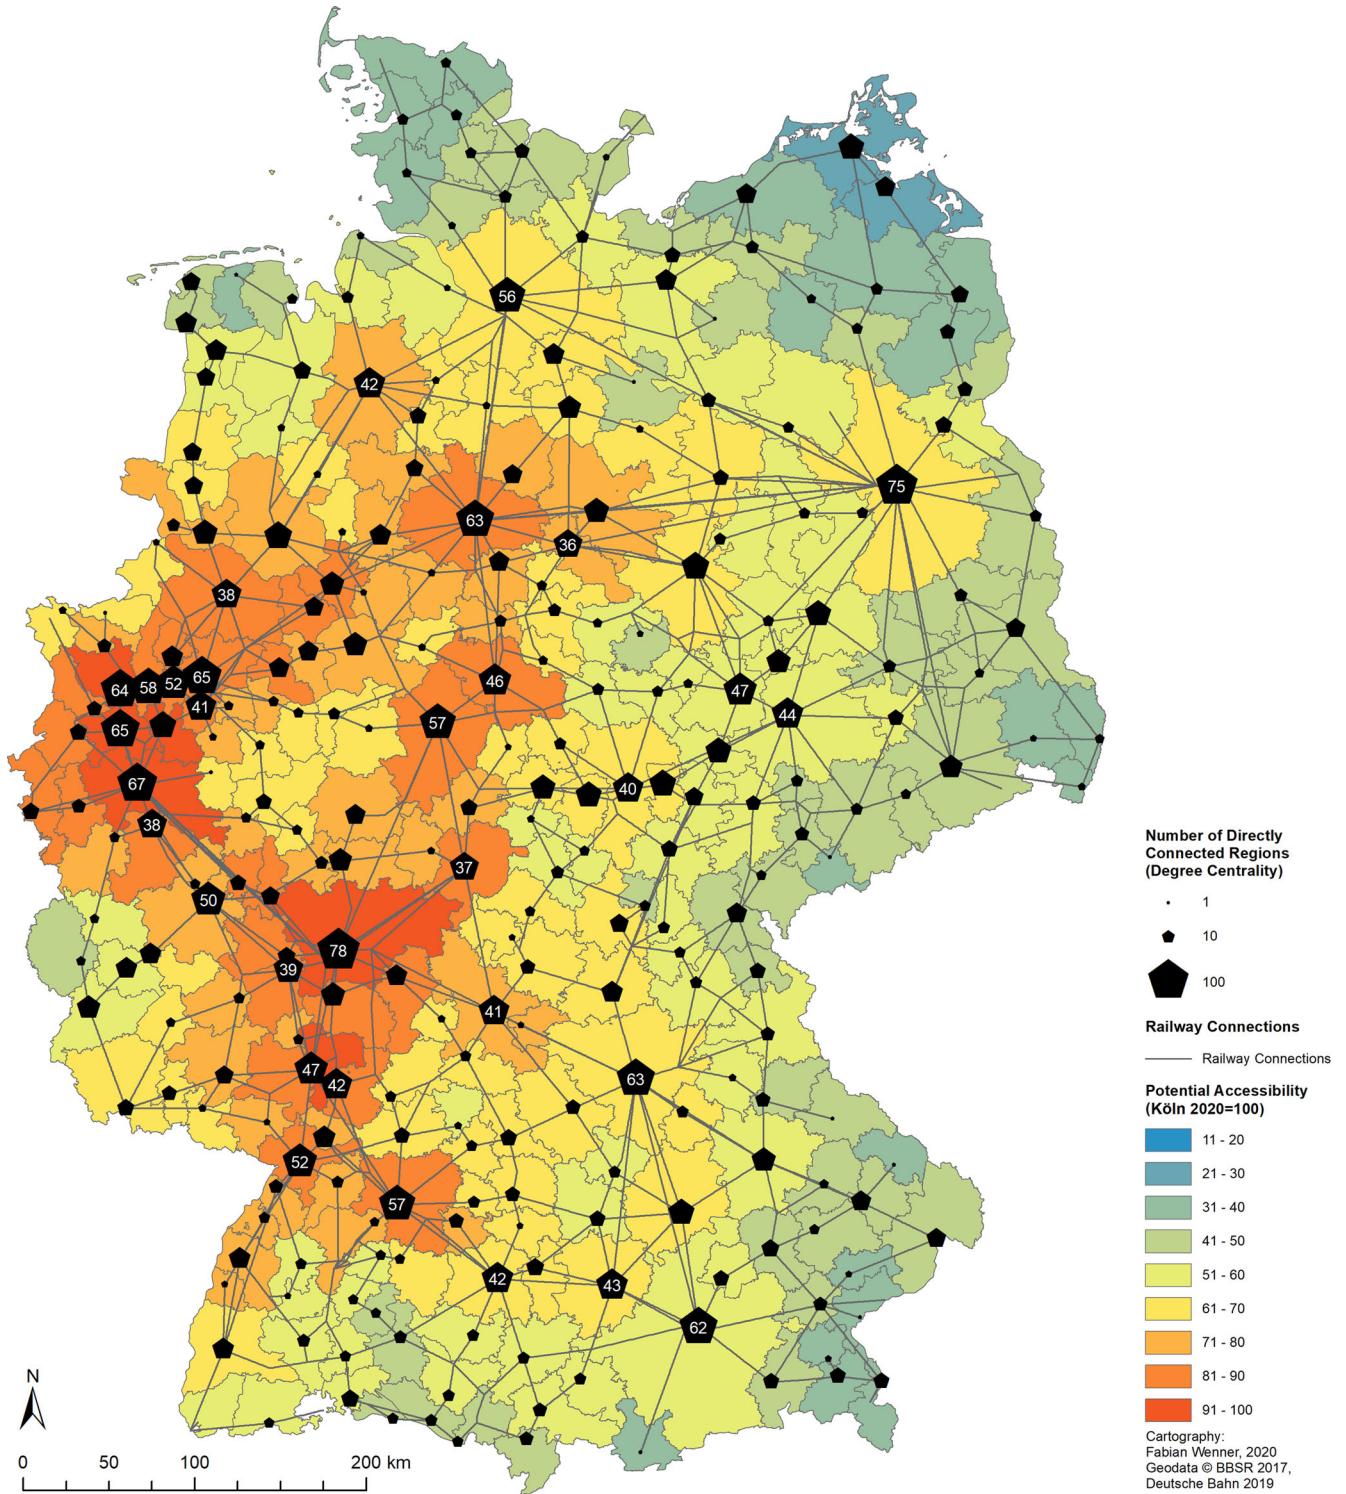 56
42
75
63
36
38
46
65
52
58
64
41
47
65
44
57
67
40
38
37
50
78
39
41
47
63
42
52
57
42
43
62
N
0 50 100 200 km
Number of Directly
Connected Regions
(Degree Centrality)
1
10
100
Railway Connections
Railway Connections
Potential Accessibility
(Köln 2020=100)
11 - 20
21 - 30
31 - 40
41 - 50
51 - 60
61 - 70
71 - 80
81 - 90
91 - 100
Cartography:
Fabian Wenner, 2020
Geodata © BBSR 2017,
Deutsche Bahn 2019